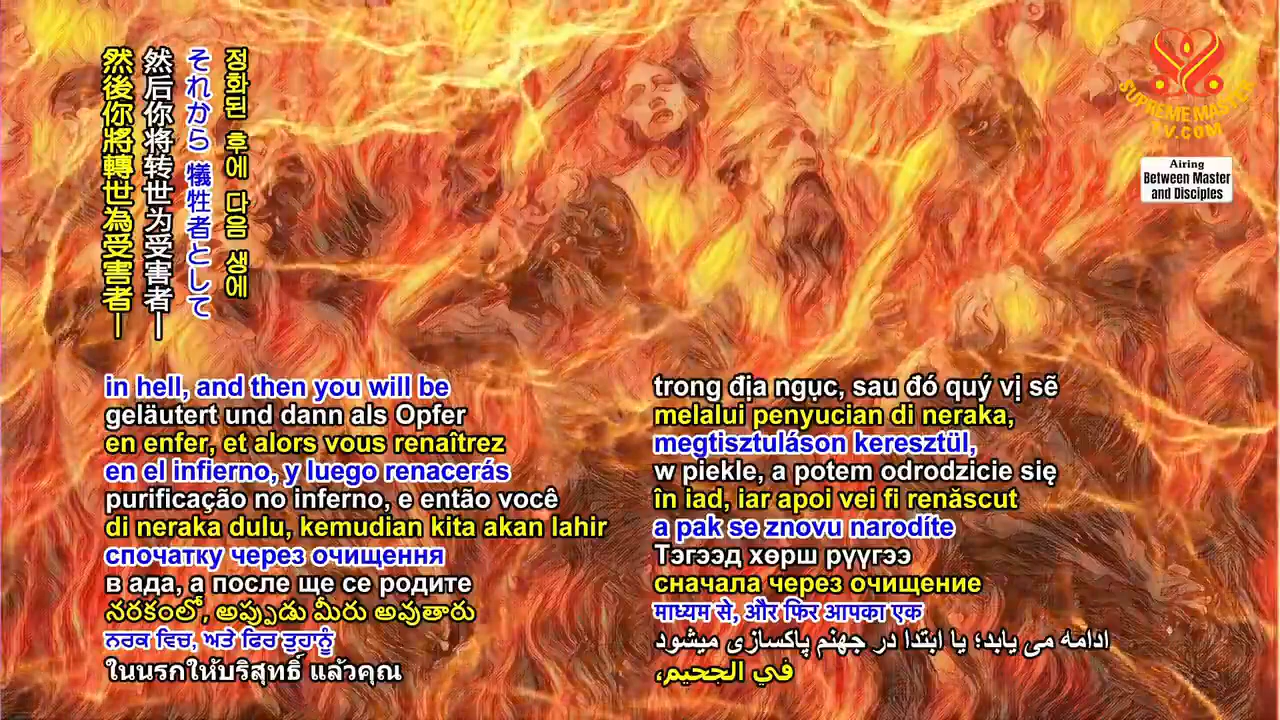 然後你將轉世為受害者—
然后你将转世为受害者—
それから 犠牲者として
정화된 후에 다음 생에
SUPREME MASTER
TV.COM
Airing
Between Master
and Disciples
in hell, and then you will be
geläutert und dann als Opfer
en enfer, et alors vous renaîtrez
en el infierno, y luego renacerás
purificação no inferno, e então você
di neraka dulu, kemudian kita akan lahir
спочатку через очищення
в ада, а после ще се родите
నరకంలో, అప్పుడు మీరు అవుతారు
ਨਰਕ ਵਿਚ, ਅਤੇ ਫਿਰ ਤੁਹਾਨੂੰ
ในนรกให้บริสุทธิ์ แล้วคุณ
trong địa ngục, sau đó quý vị sẽ
melalui penyucian di neraka,
megtisztuláson keresztül,
w piekle, a potem odrodzicie się
în iad, iar apoi vei fi renăscut
a pak se znovu narodíte
Тэгээд хөрш рүүгээ
сначала через очищение
माध्यम से, और फिर आपका एक
ادامه می یابد؛ یا ابتدا در جهنم پاکسازی میشود
في الجحيم،